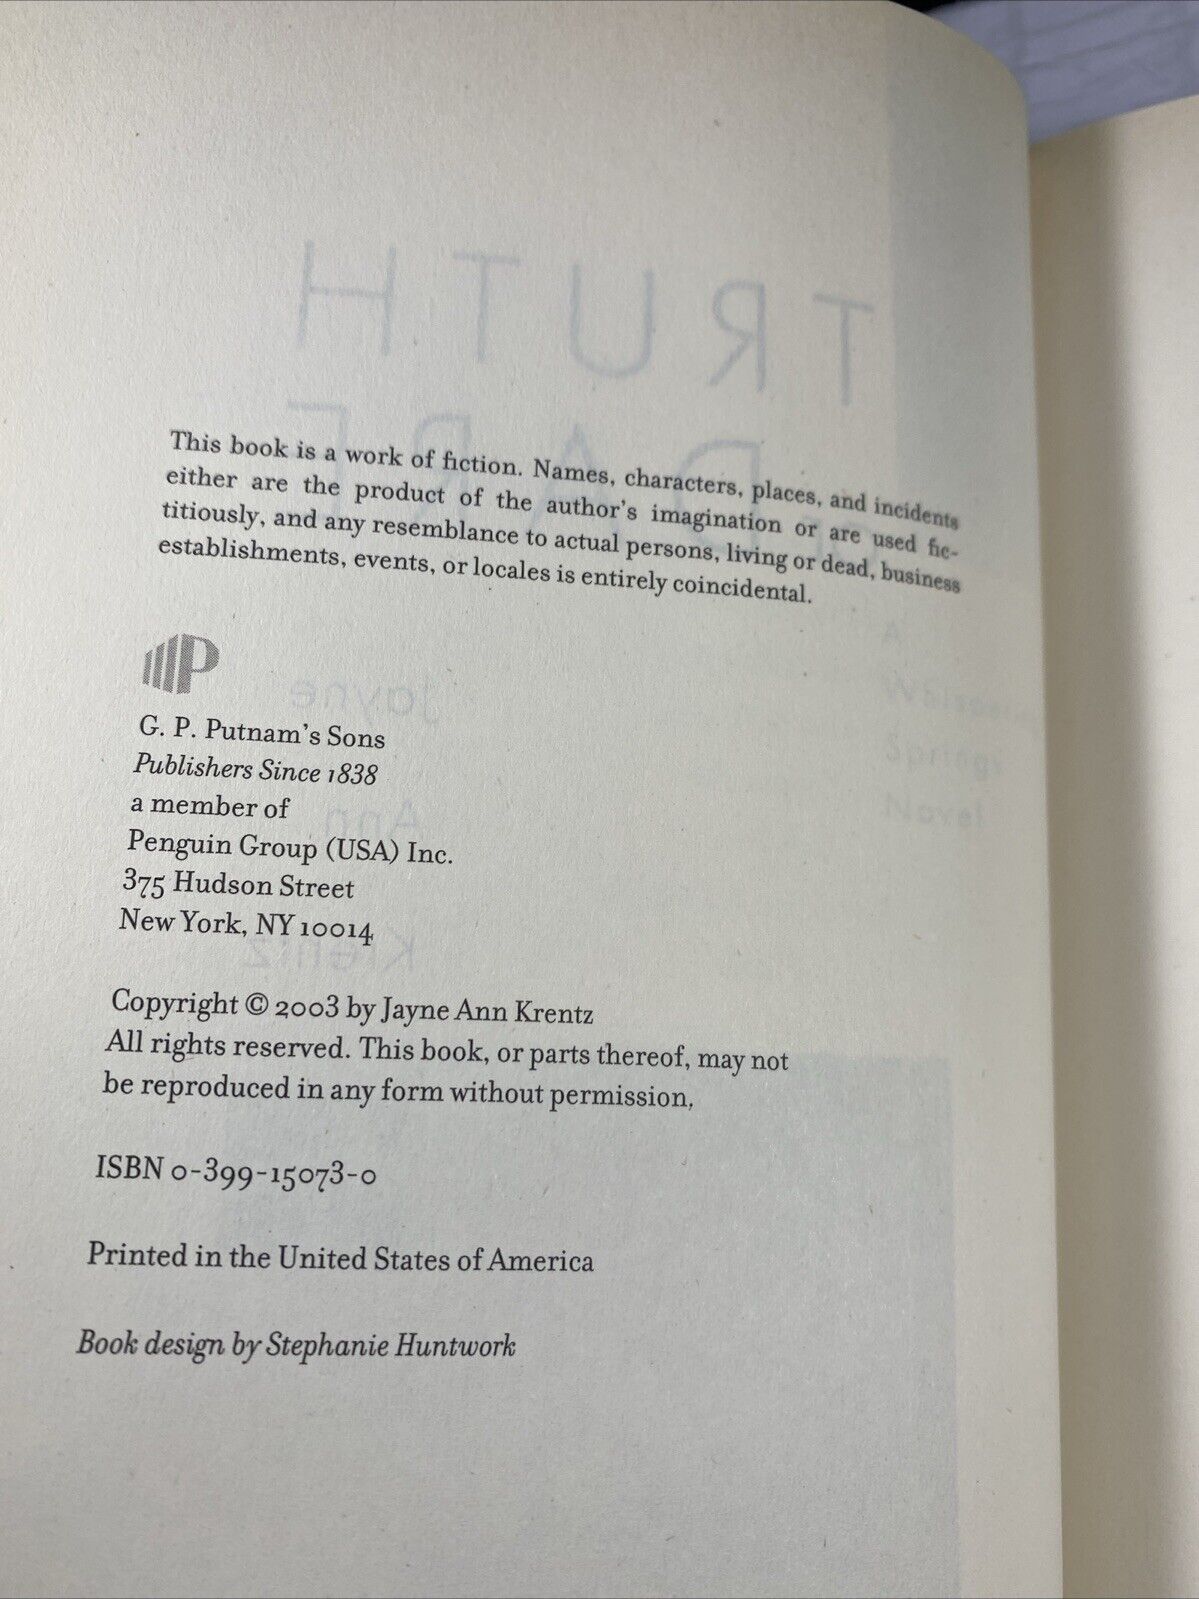 This book is a work of fiction. Names, characters, places, and incidents
either are the product of the author's imagination or are used fic-
titiously, and any resemblance to actual persons, living or dead, business
establishments, events, or locales is entirely coincidental.
P
G. P. Putnam's Sons
Publishers Since 1838
a member of
Penguin Group (USA) Inc.
375 Hudson Street
New York, NY 10014
Copyright © 2003 by Jayne Ann Krentz
All rights reserved. This book, or parts thereof, may not
be reproduced in any form without permission.
ISBN 0-399-15073-0
Printed in the United States of America
Book design by Stephanie Huntwork
TRUTH
Jayne
Ann
Krentz